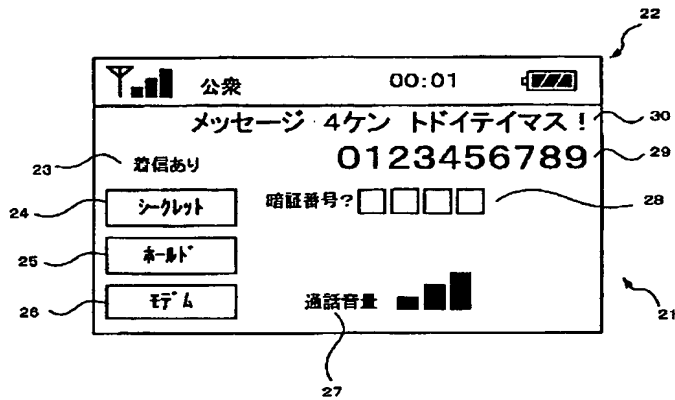 22
公衆 00:01
メッセージ 4ケン トドイテイマス! 30
23 着信あり 0123456789 29
24 シークレット 暗証番号? 28
25 ホールド
26 モデム 通話音量 21
27